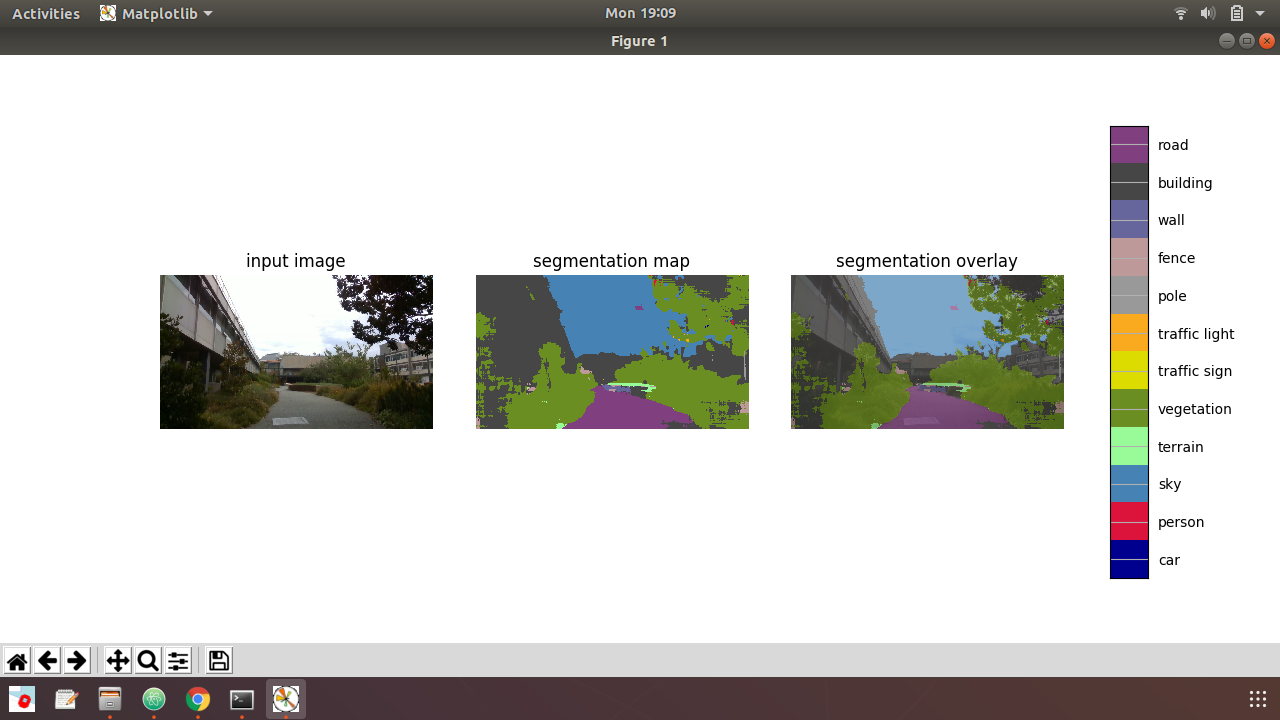 Activities Matplotlib Mon 19:09
Figure 1
input image segmentation map segmentation overlay
road
building
wall
fence
pole
traffic light
traffic sign
vegetation
terrain
sky
person
car